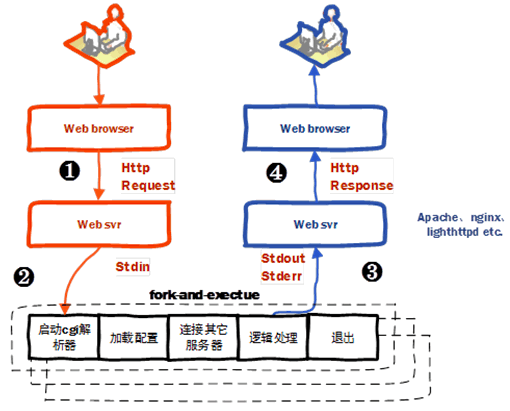 Web browser
Web browser
❶
Http
Request
❹
Http
Response
Web svr
Web svr
Apache、nginx、
lighthttpd etc.
❷
Stdin
Stdout
Stderr
❸
fork-and-exectue
启动cgi解
析器
加载配置
连接其它
服务器
逻辑处理
退出